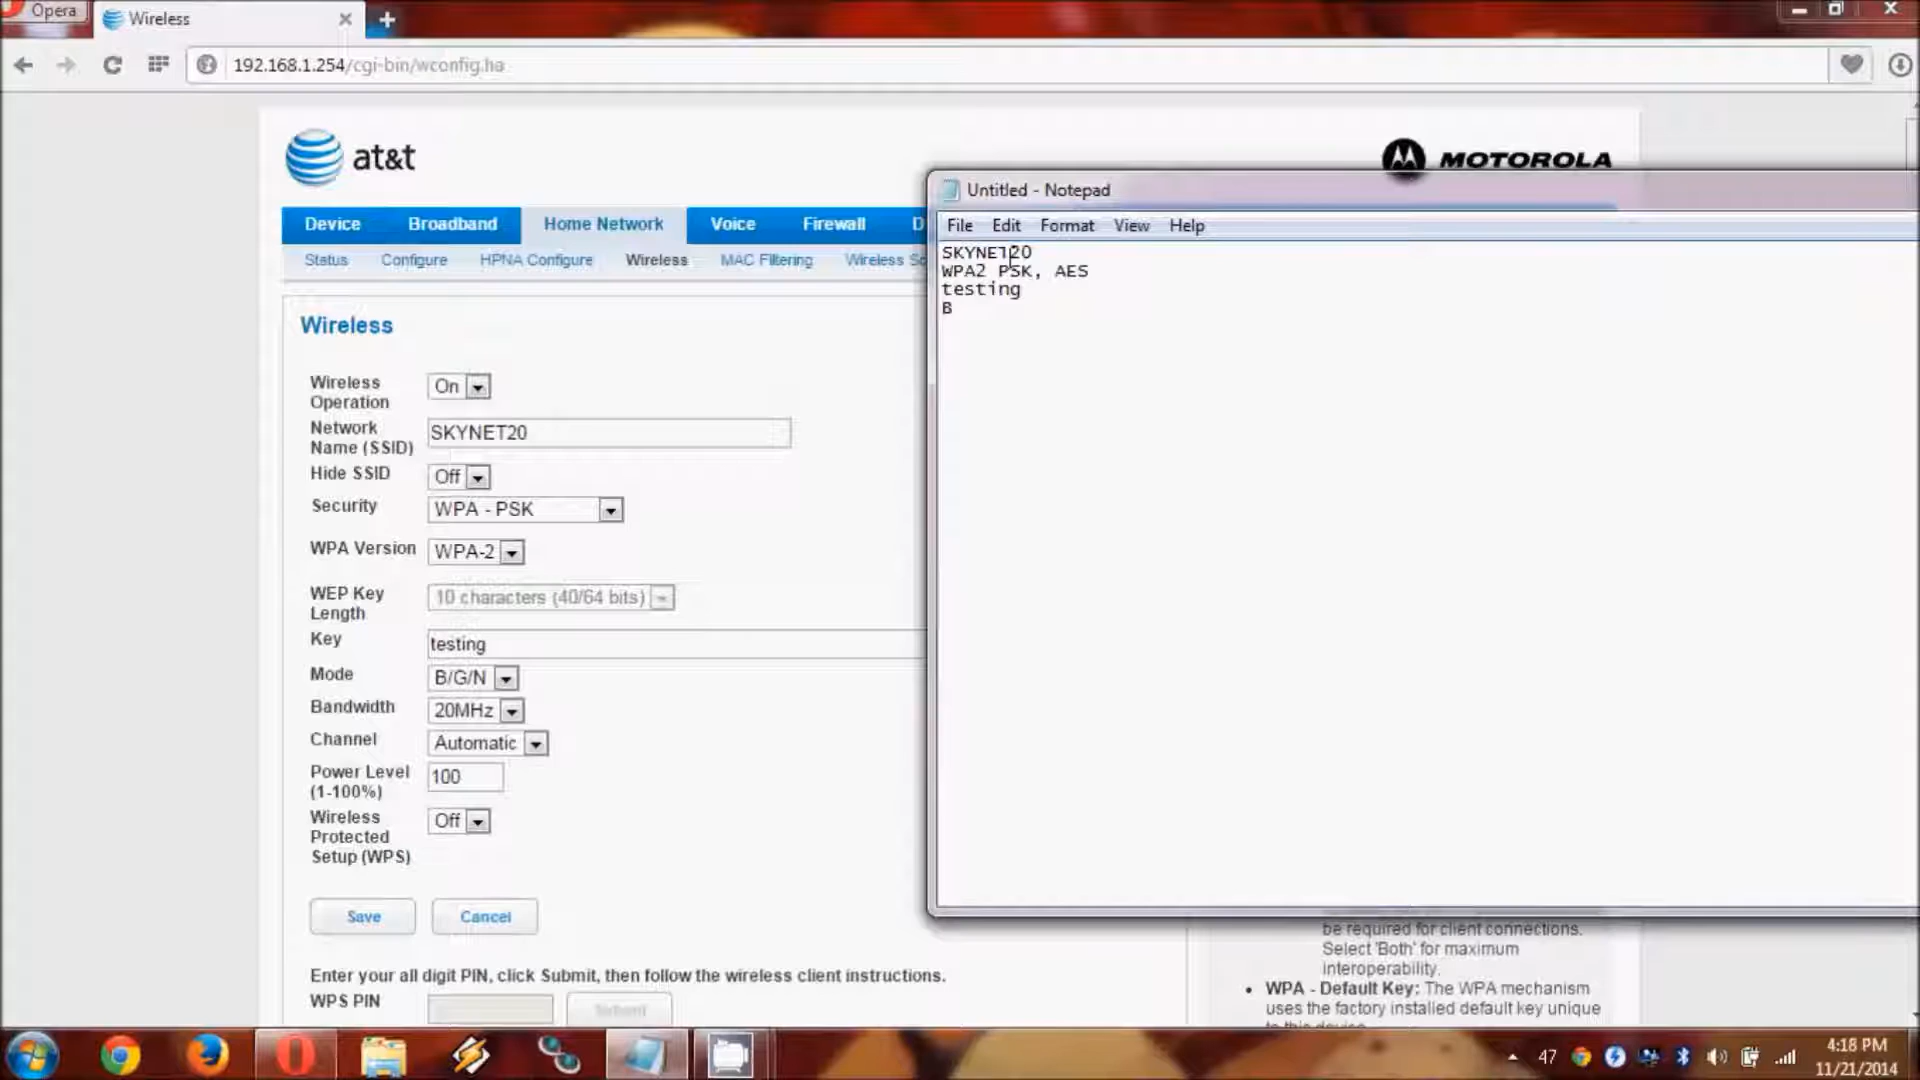 Opera
Wireless
192.168.1.254/cgi-bin/wconfig.ha
at&t
MOTOROLA
Device Broadband Home Network Voice Firewall D
Status Configure HPNA Configure Wireless MAC Filtering Wireless Sc
Wireless
Wireless Operation On
Network Name (SSID) SKYNET20
Hide SSID Off
Security WPA - PSK
WPA Version WPA-2
WEP Key Length 10 characters (40/64 bits)
Key testing
Mode B/G/N
Bandwidth 20MHz
Channel Automatic
Power Level (1-100%) 100
Wireless Protected Setup (WPS) Off
Save Cancel
Enter your all digit PIN, click Submit, then follow the wireless client instructions.
WPS PIN Submit
Untitled - Notepad
File Edit Format View Help
SKYNET20
WPA2 PSK, AES
testing
B
be required for client connections.
Select 'Both' for maximum
interoperability.
WPA - Default Key: The WPA mechanism
uses the factory installed default key unique
47
4:18 PM
11/21/2014